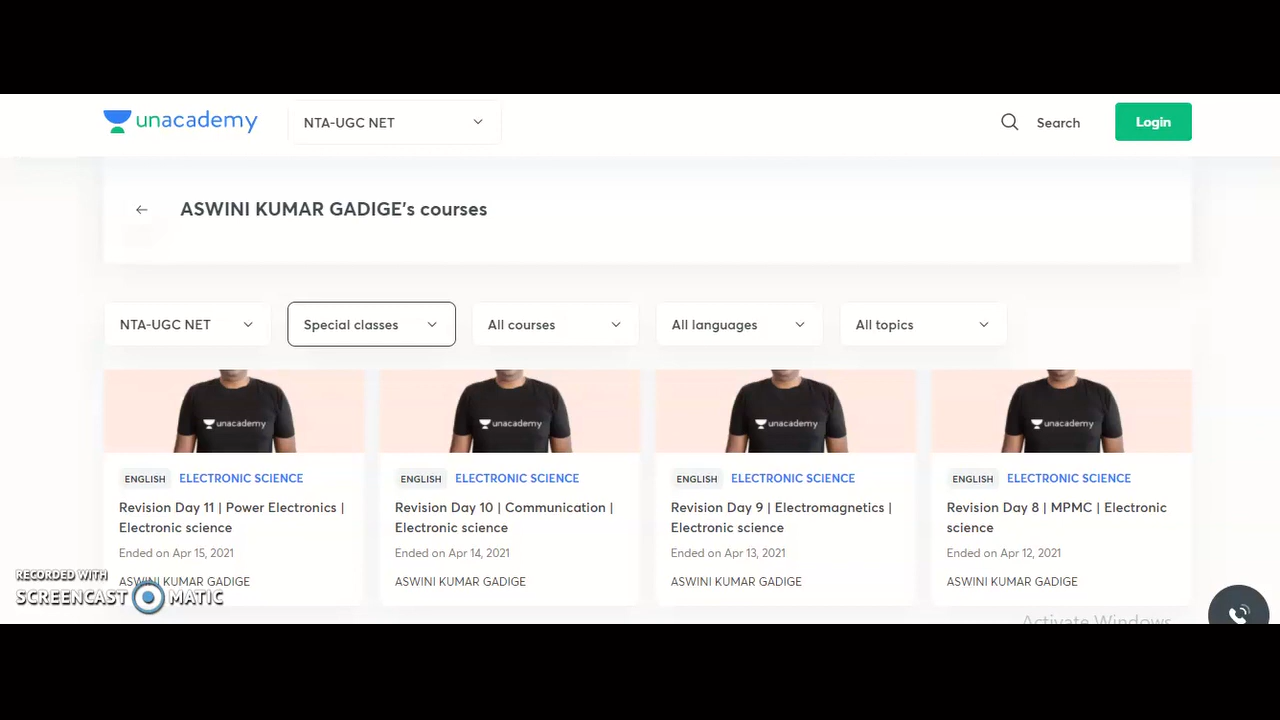 unacademy
NTA-UGC NET
Search
Login
ASWINI KUMAR GADIGE's courses
NTA-UGC NET
Special classes
All courses
All languages
All topics
unacademy
unacademy
unacademy
unacademy
ENGLISH ELECTRONIC SCIENCE
Revision Day 11 | Power Electronics |
Electronic science
Ended on Apr 15, 2021
ASWINI KUMAR GADIGE
ENGLISH ELECTRONIC SCIENCE
Revision Day 10 | Communication |
Electronic science
Ended on Apr 14, 2021
ASWINI KUMAR GADIGE
ENGLISH ELECTRONIC SCIENCE
Revision Day 9 | Electromagnetics |
Electronic science
Ended on Apr 13, 2021
ASWINI KUMAR GADIGE
ENGLISH ELECTRONIC SCIENCE
Revision Day 8 | MPMC | Electronic
science
Ended on Apr 12, 2021
ASWINI KUMAR GADIGE
RECORDED WITH
SCREENCAST MATIC
Activate Windows